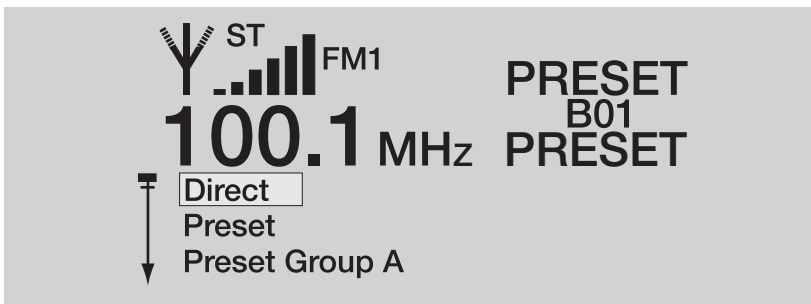 ST
FM1
PRESET
B01
100.1 MHz PRESET
Direct
Preset
Preset Group A